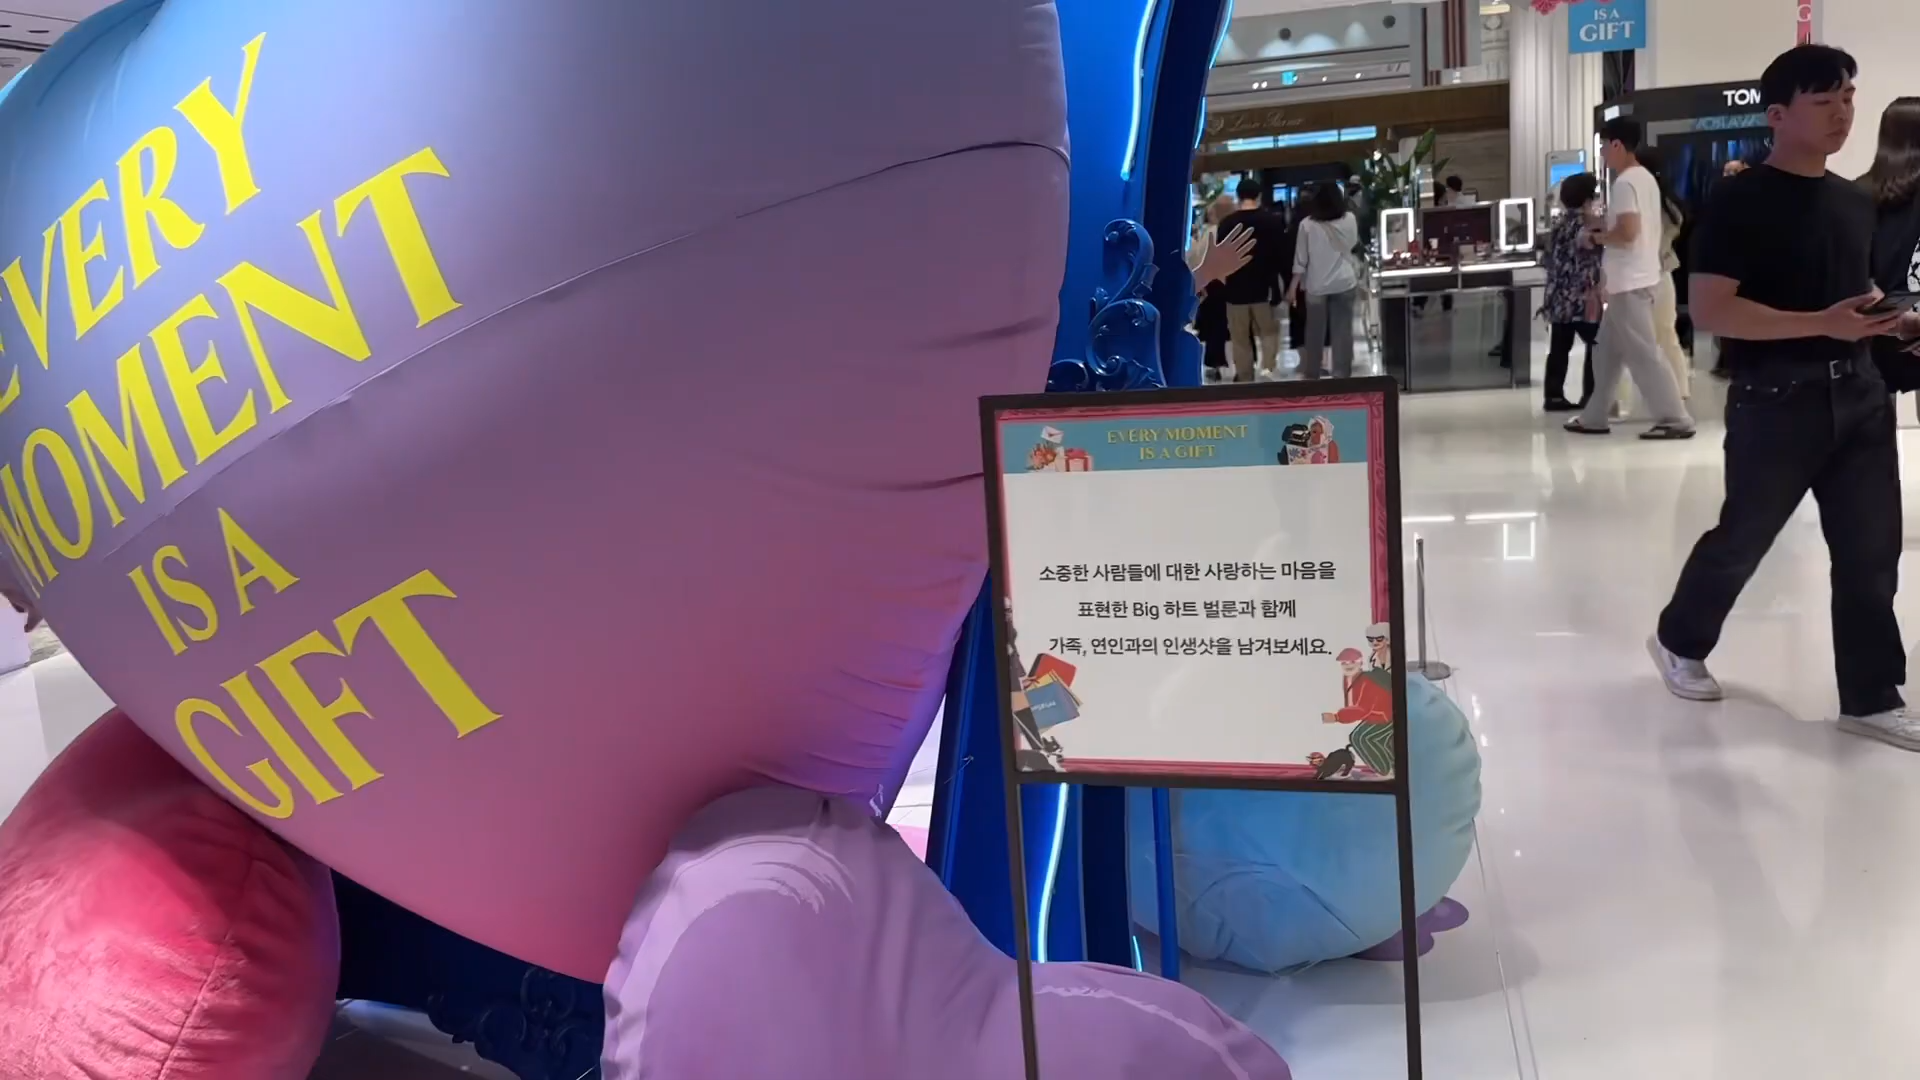 EVERY
MOMENT
IS A
GIFT
EVERY MOMENT
IS A GIFT
소중한 사람들에 대한 사랑하는 마음을
표현한 Big 하트 벌룬과 함께
가족, 연인과의 인생샷을 남겨보세요.
IS A
GIFT
TOM